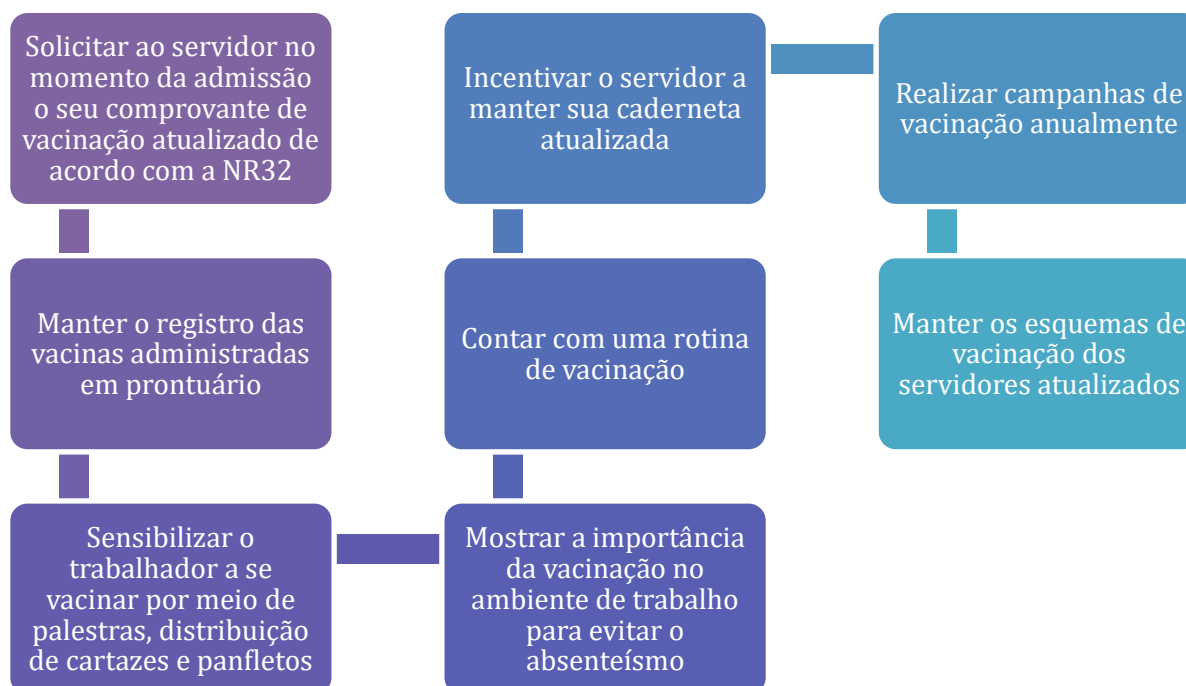 Solicitar ao servidor no
momento da admissão
o seu comprovante de
vacinação atualizado de
acordo com a NR32
Manter o registro das
vacinas administradas
em prontuário
Sensibilizar o
trabalhador a se
vacinar por meio de
palestras, distribuição
de cartazes e panfletos
Mostrar a importância
da vacinação no
ambiente de trabalho
para evitar o
absenteísmo
Contar com uma rotina
de vacinação
Incentivar o servidor a
manter sua caderneta
atualizada
Realizar campanhas de
vacinação anualmente
Manter os esquemas de
vacinação dos
servidores atualizados